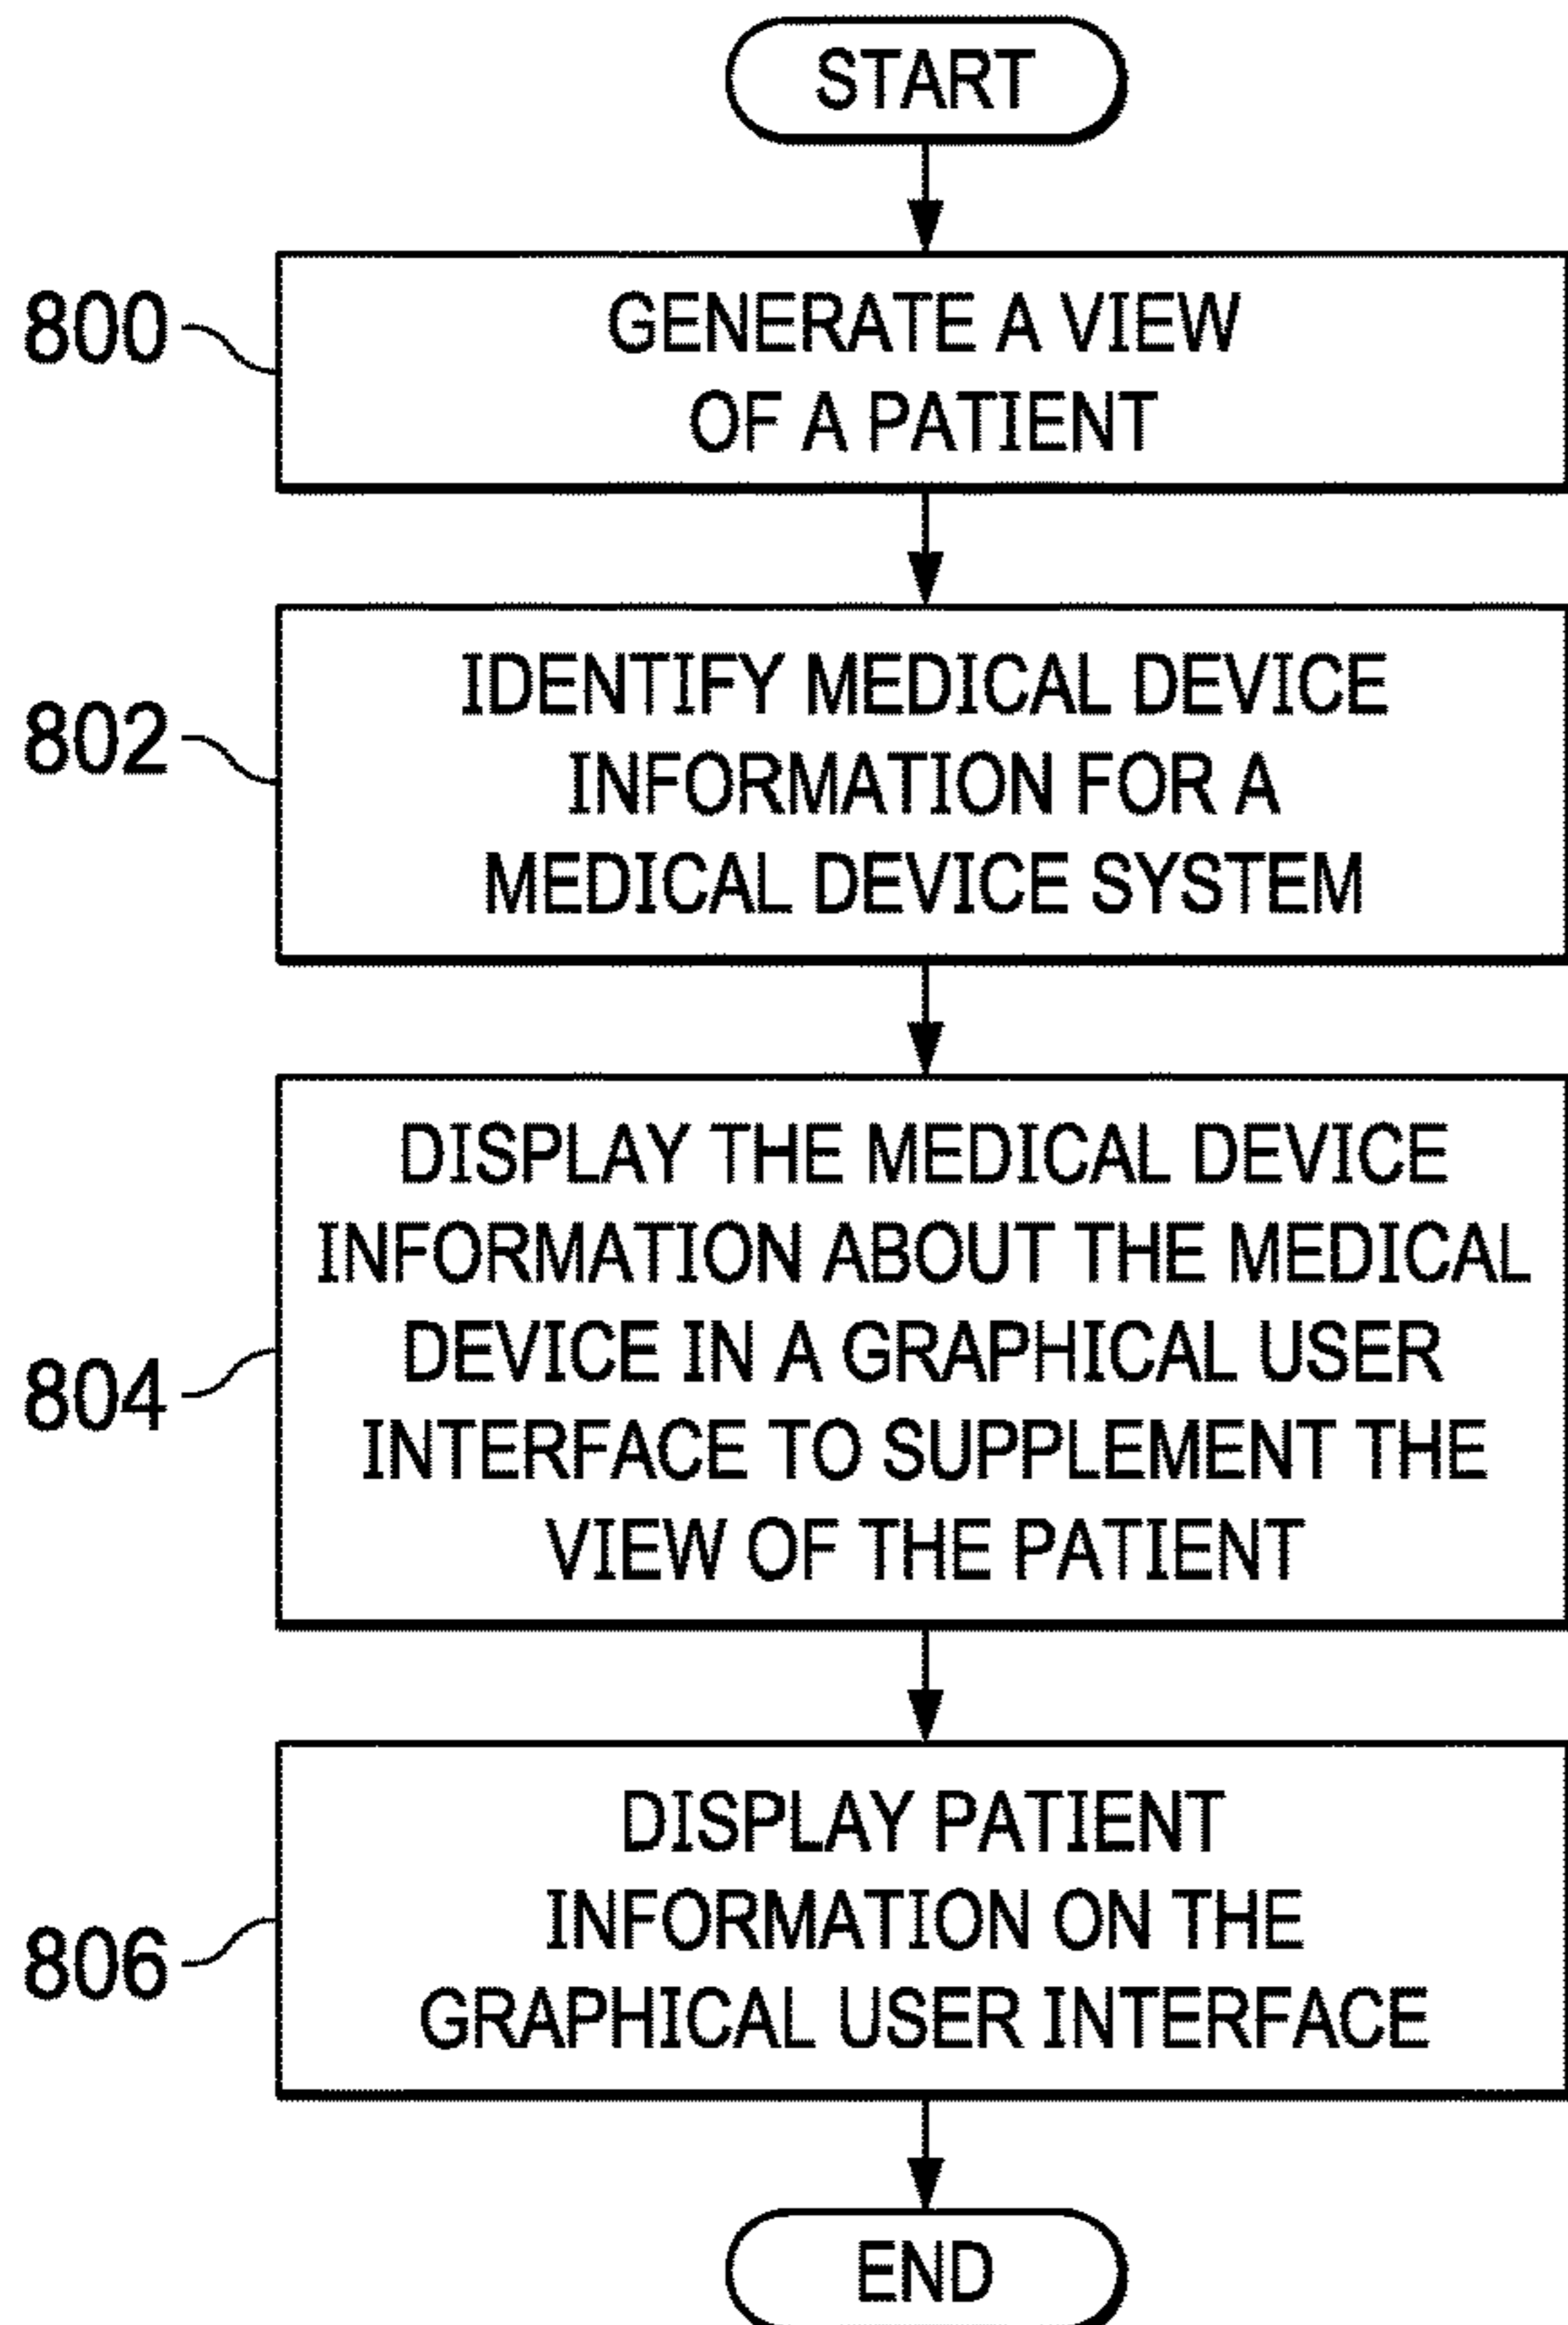 START
800
GENERATE A VIEW
OF A PATIENT
802
IDENTIFY MEDICAL DEVICE
INFORMATION FOR A
MEDICAL DEVICE SYSTEM
804
DISPLAY THE MEDICAL DEVICE
INFORMATION ABOUT THE MEDICAL
DEVICE IN A GRAPHICAL USER
INTERFACE TO SUPPLEMENT THE
VIEW OF THE PATIENT
806
DISPLAY PATIENT
INFORMATION ON THE
GRAPHICAL USER INTERFACE
END